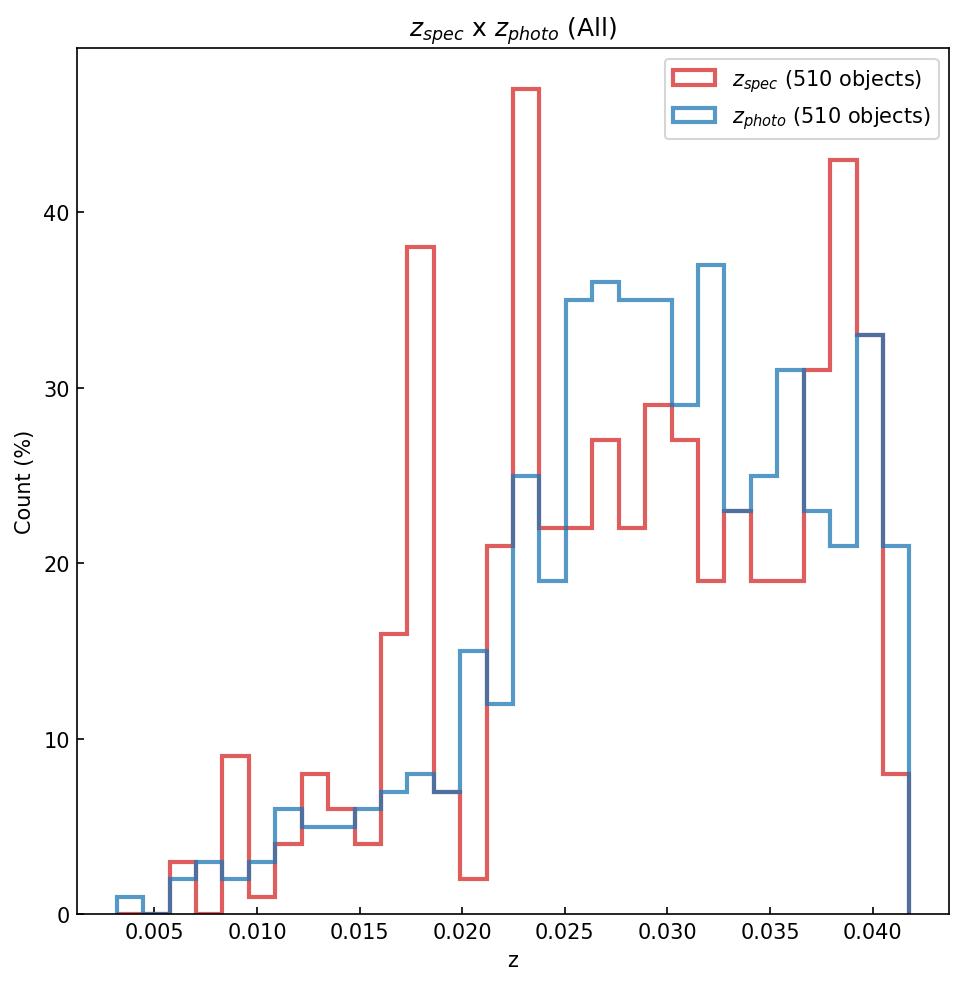 z_spec x z_photo (All)
z_spec (510 objects)
z_photo (510 objects)
Count (%)
40
30
20
10
0
0.005 0.010 0.015 0.020 0.025 0.030 0.035 0.040
z